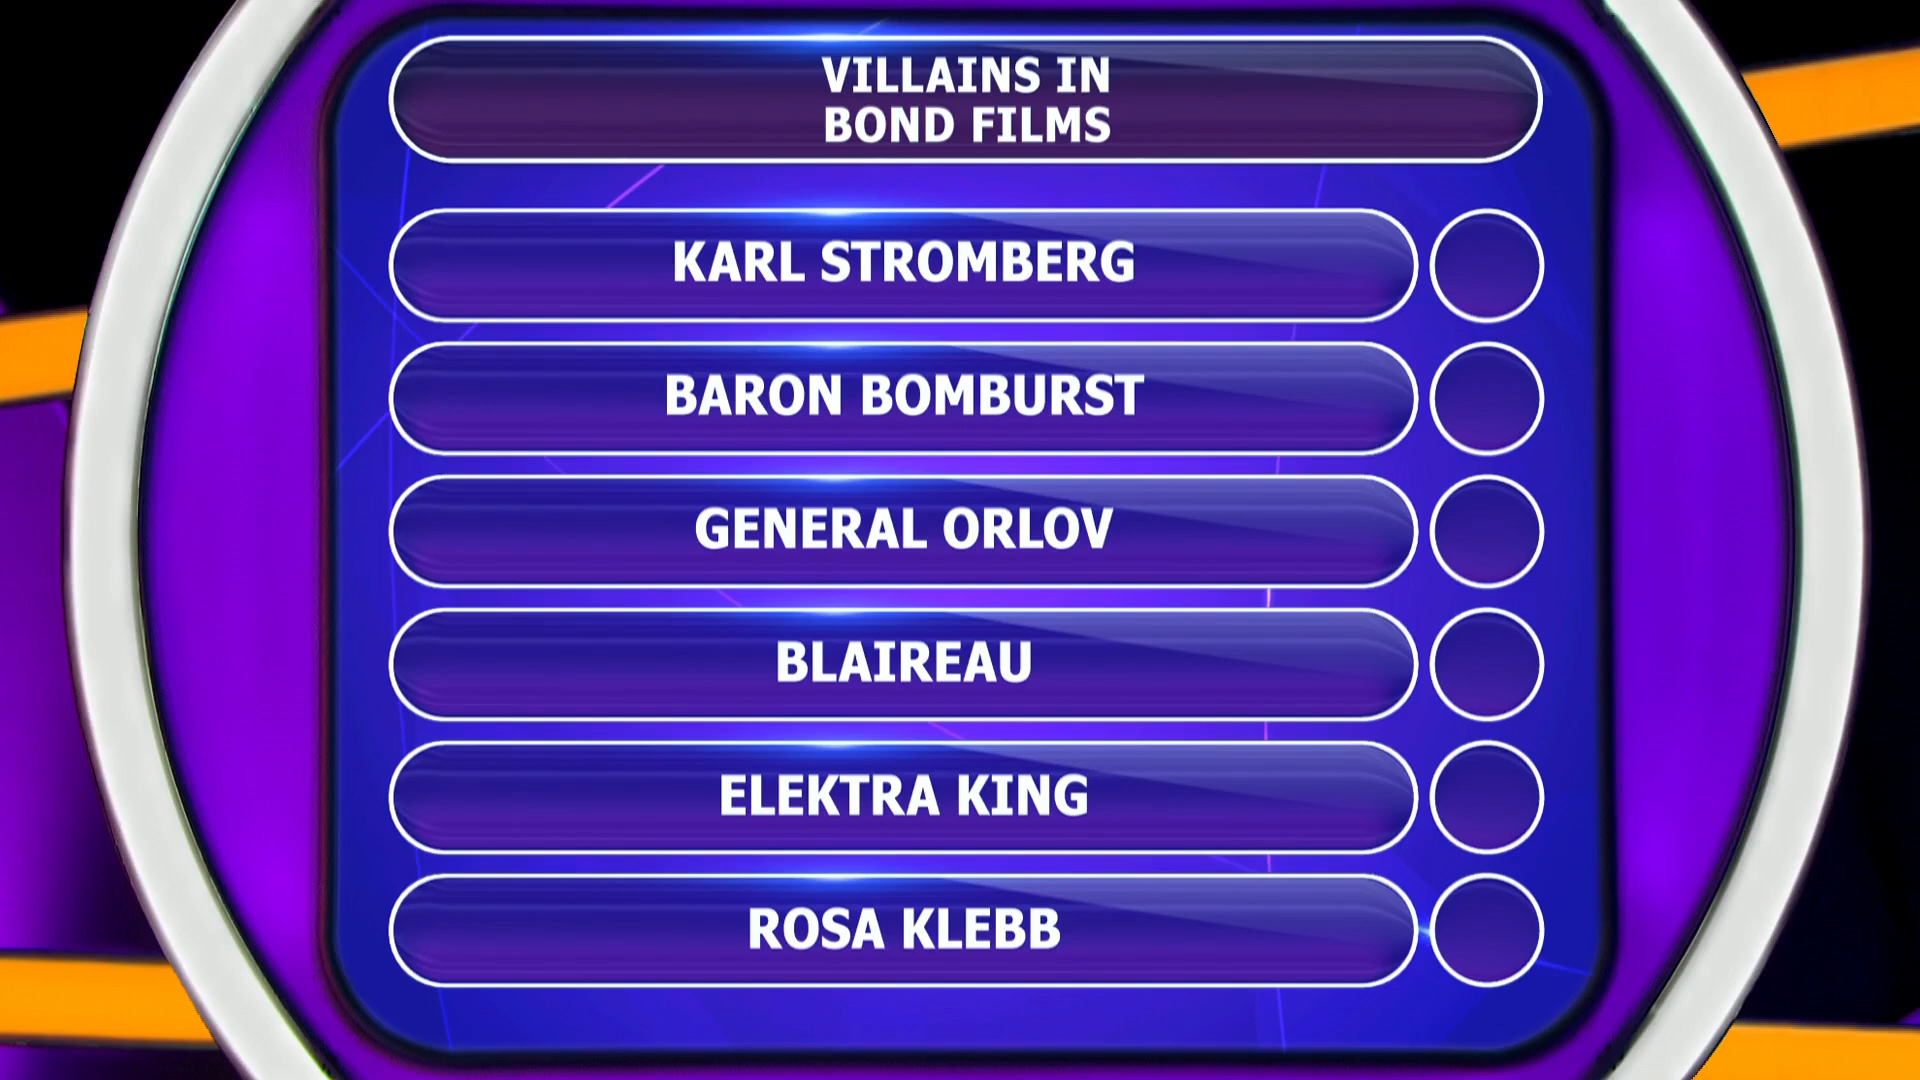 VILLAINS IN
BOND FILMS
KARL STROMBERG
BARON BOMBURST
GENERAL ORLOV
BLAIREAU
ELEKTRA KING
ROSA KLEBB